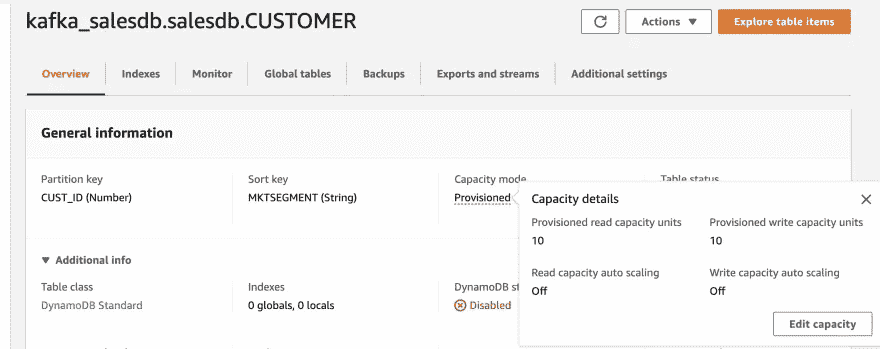 kafka_salesdb.salesdb.CUSTOMER
Actions ▼
Explore table items
Overview
Indexes
Monitor
Global tables
Backups
Exports and streams
Additional settings
General information
Partition key
CUST_ID (Number)
Sort key
MKTSEGMENT (String)
Capacity mode
Provisioned
Table status
Capacity details
Provisioned read capacity units
10
Provisioned write capacity units
10
Read capacity auto scaling
Off
Write capacity auto scaling
Off
Edit capacity
▼ Additional info
Table class
DynamoDB Standard
Indexes
0 globals, 0 locals
DynamoDB st
Disabled